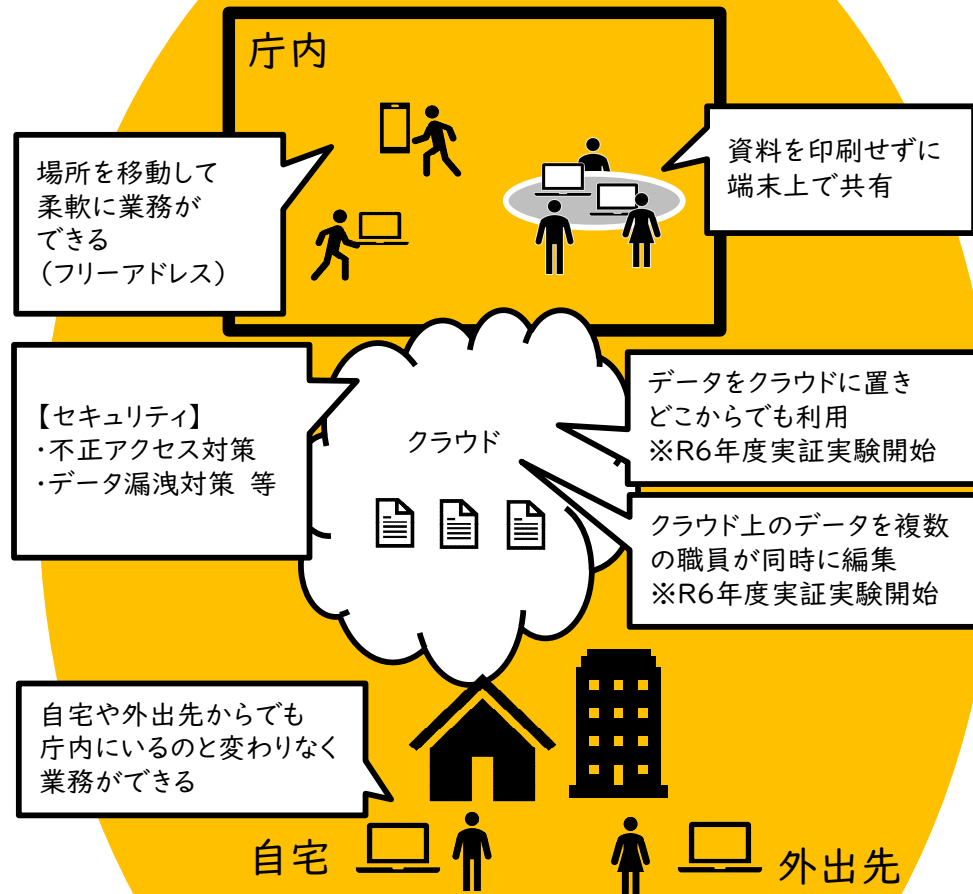 庁内
場所を移動して
柔軟に業務が
できる
（フリーアドレス）
資料を印刷せずに
端末上で共有
【セキュリティ】
・不正アクセス対策
・データ漏洩対策 等
クラウド
データをクラウドに置き
どこからでも利用
※R6年度実証実験開始
クラウド上のデータを複数
の職員が同時に編集
※R6年度実証実験開始
自宅や外出先からでも
庁内にいるのと変わりなく
業務ができる
自宅
外出先